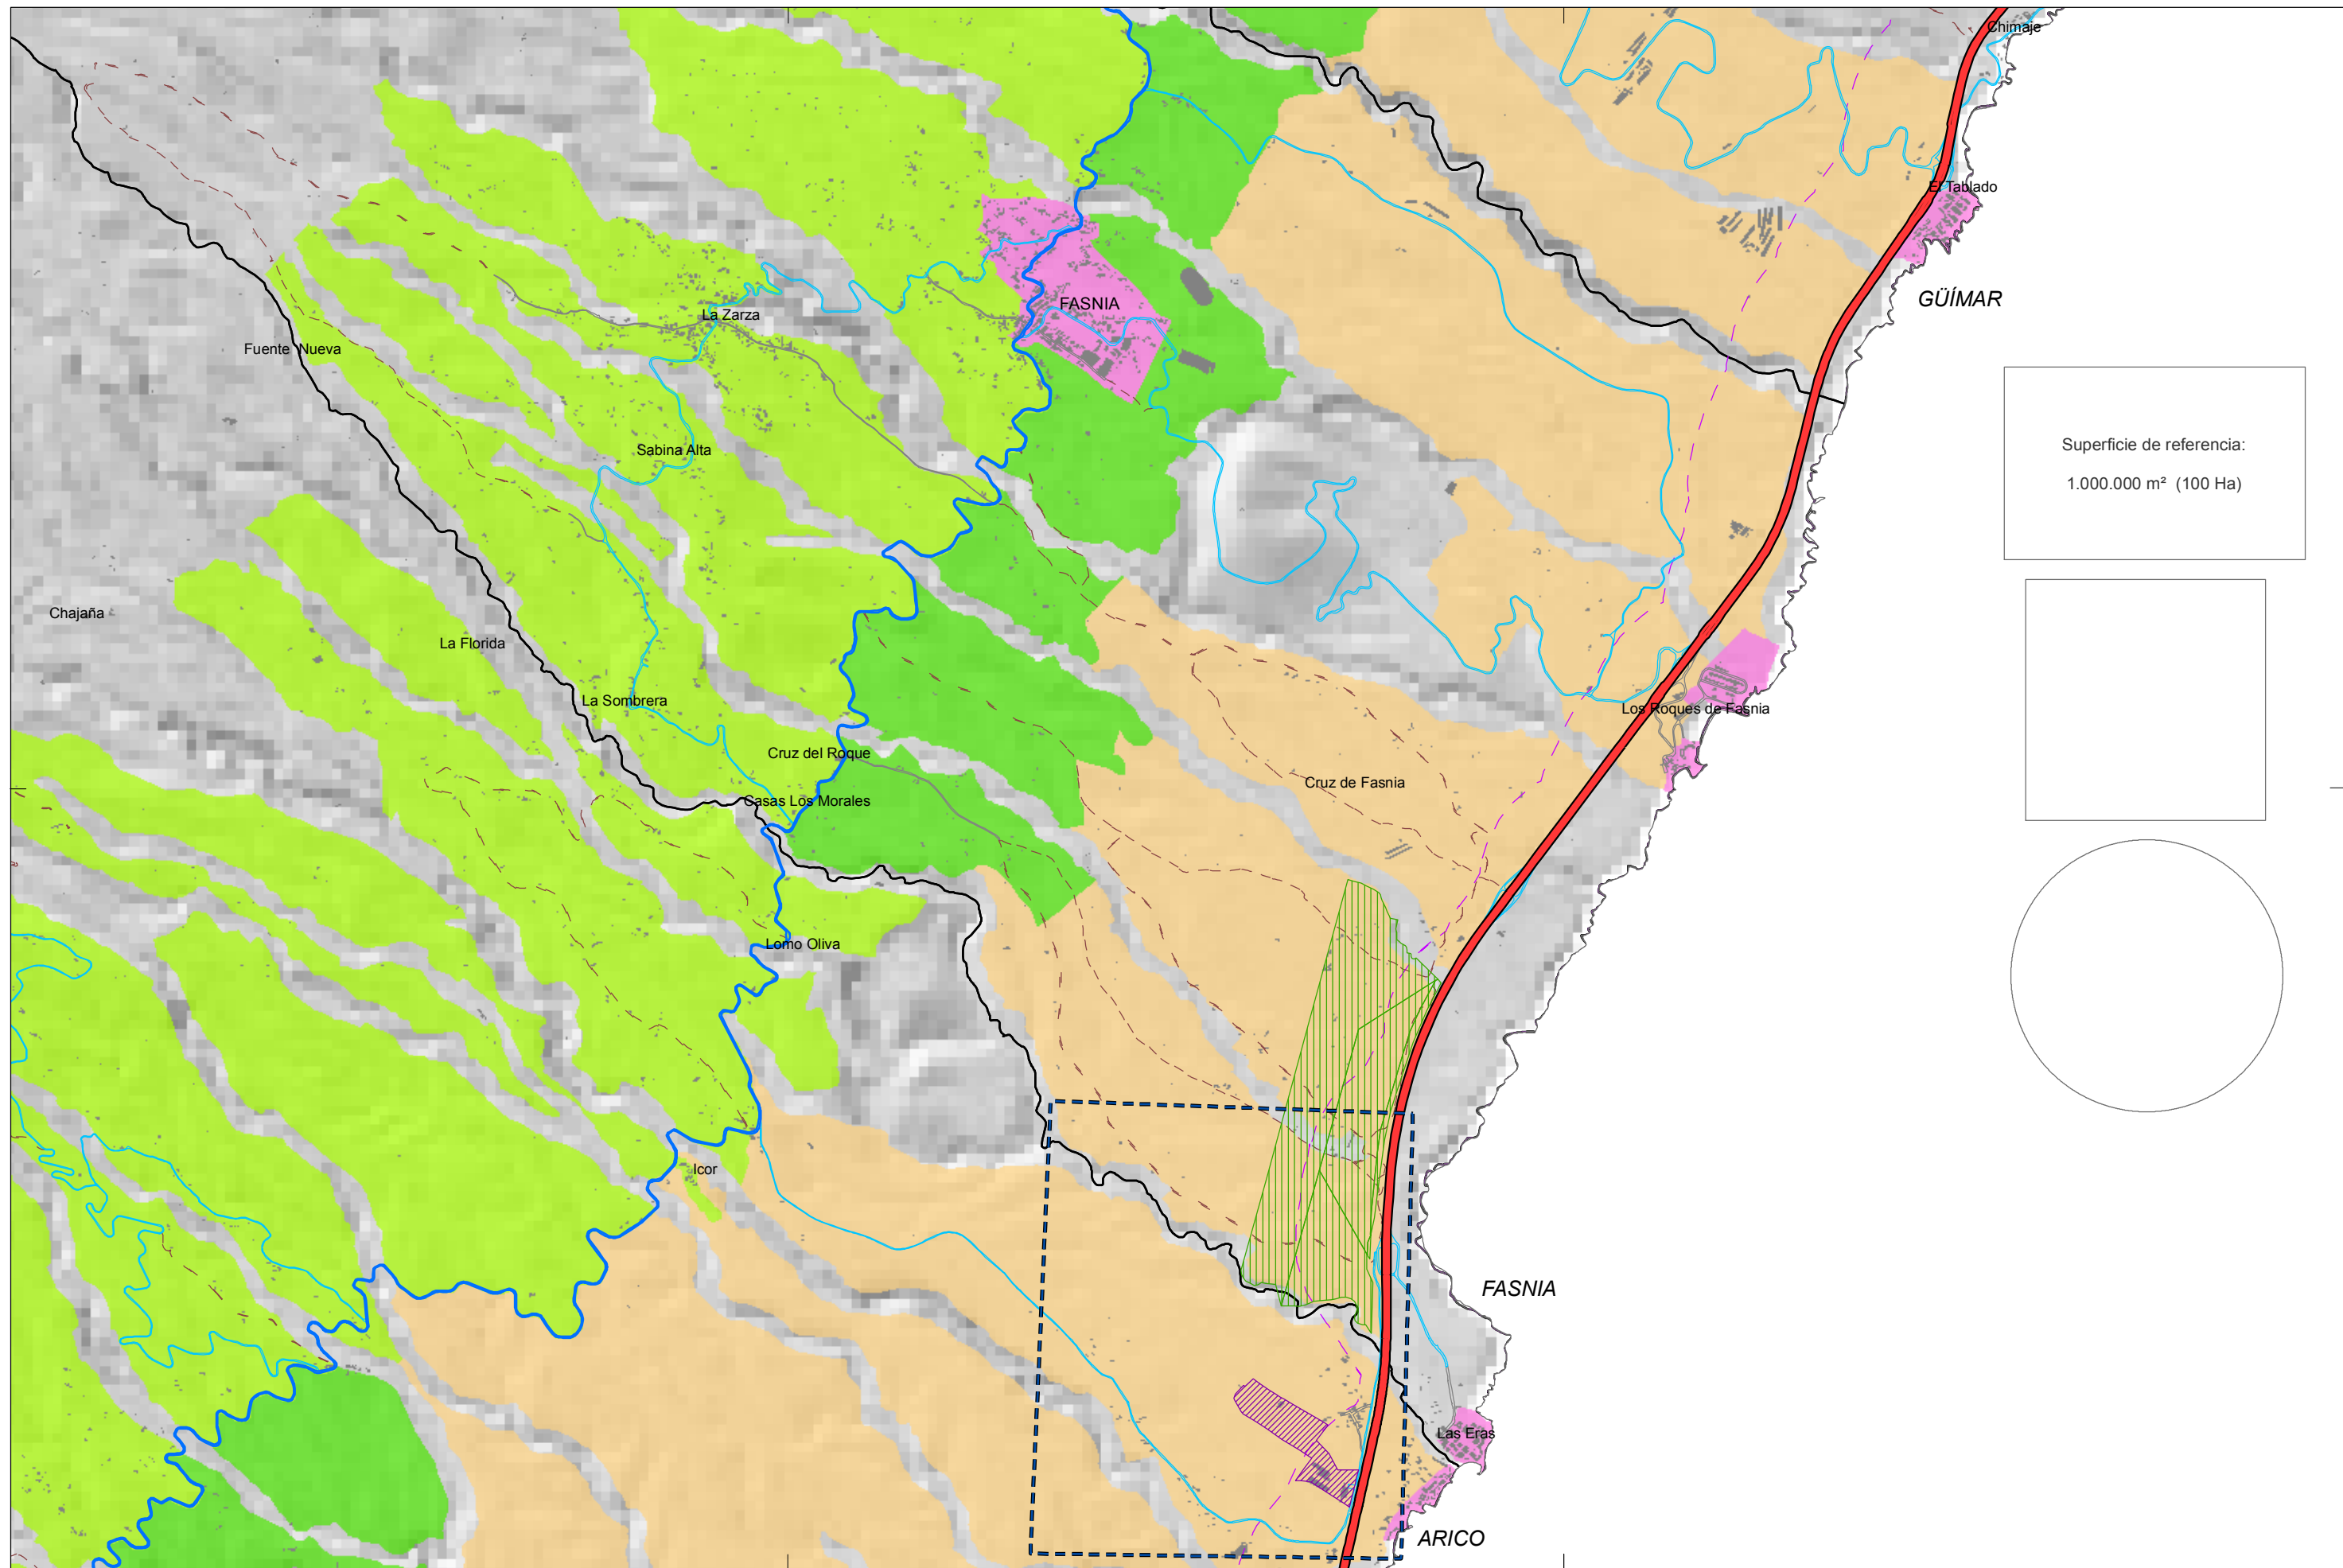 Chimaje
El Tablado
GÜÍMAR
FASNIA
La Zarza
Fuente Nueva
Superficie de referencia:
1.000.000 m² (100 Ha)
Sabina Alta
Chajaña
La Florida
La Sombrera
Los Roques de Fasnia
Cruz del Roque
Cruz de Fasnia
Casas Los Morales
Lomo Oliva
Icor
FASNIA
Las Eras
ARICO